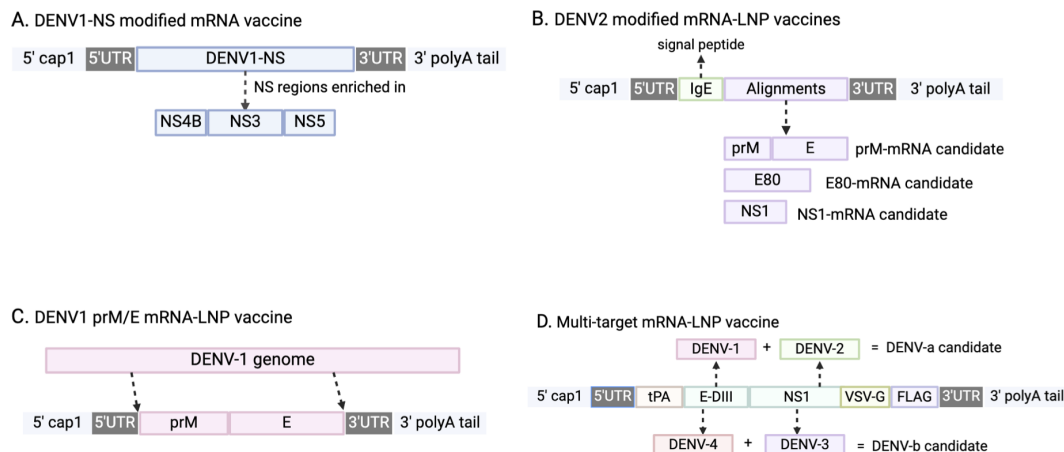 A. DENV1-NS modified mRNA vaccine
5' cap1 5'UTR DENV1-NS 3'UTR 3' polyA tail
NS regions enriched in
NS4B NS3 NS5
B. DENV2 modified mRNA-LNP vaccines
signal peptide
5' cap1 5'UTR IgE Alignments 3'UTR 3' polyA tail
prM E prM-mRNA candidate
E80 E80-mRNA candidate
NS1 NS1-mRNA candidate
C. DENV1 prM/E mRNA-LNP vaccine
DENV-1 genome
5' cap1 5'UTR prM E 3'UTR 3' polyA tail
D. Multi-target mRNA-LNP vaccine
DENV-1 + DENV-2 = DENV-a candidate
5' cap1 5'UTR tPA E-DIII NS1 VSV-G FLAG 3'UTR 3' polyA tail
DENV-4 + DENV-3 = DENV-b candidate